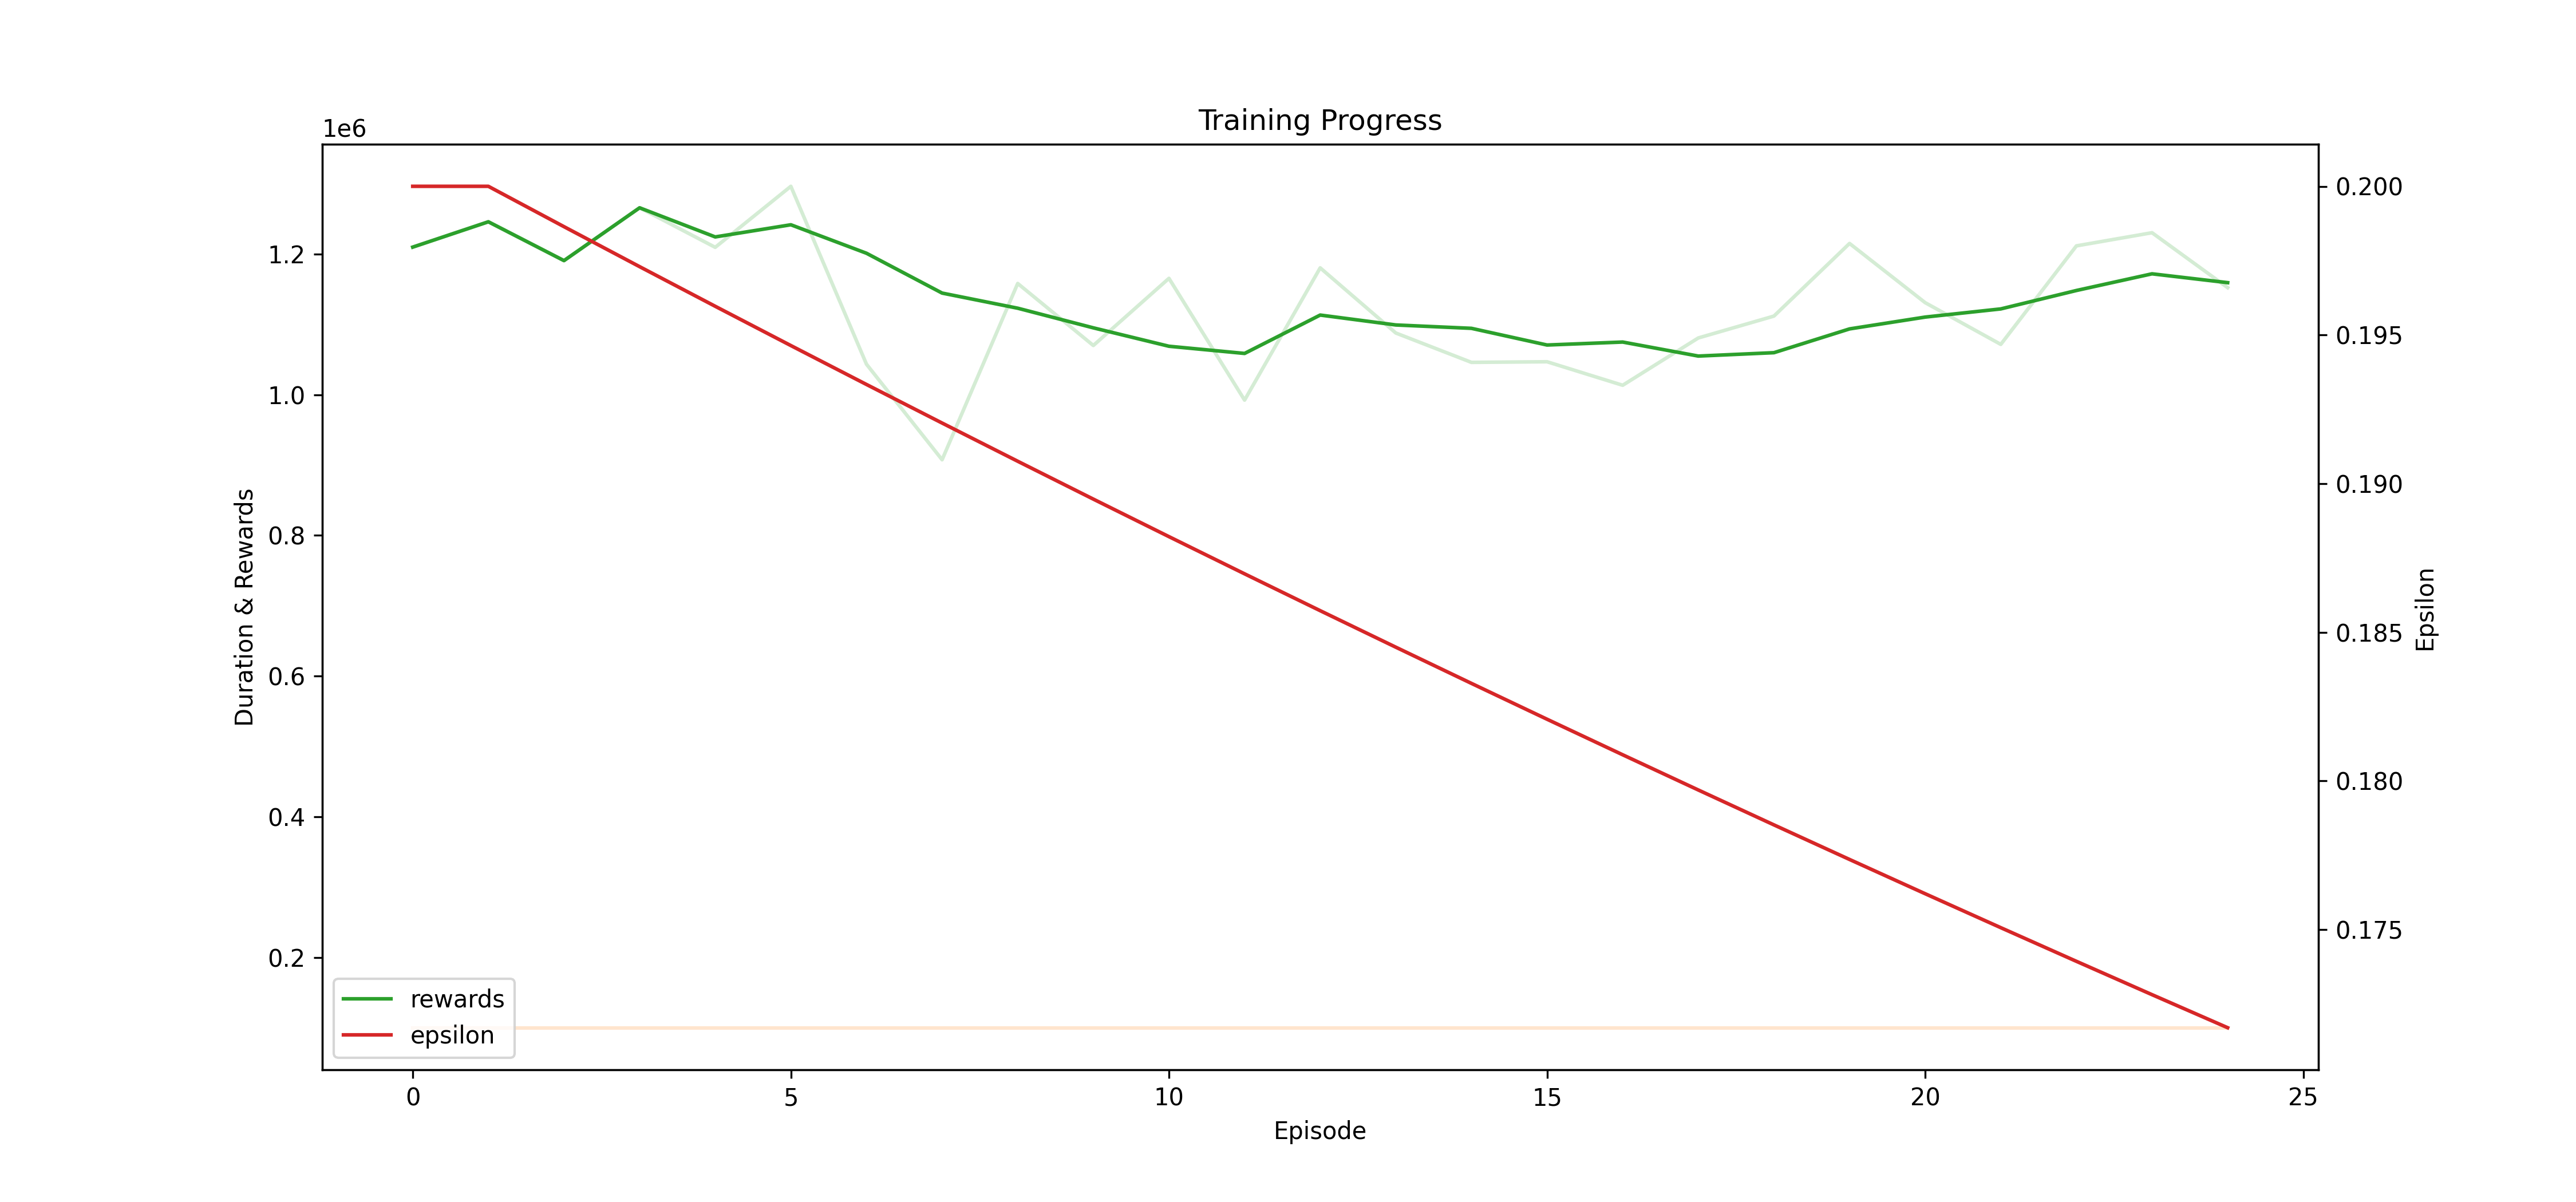 Training Progress
1e6
1.2
1.0
0.8
0.6
0.4
0.2
Duration & Rewards
0.200
0.195
0.190
0.185
0.180
0.175
Epsilon
rewards
epsilon
0 5 10 15 20 25
Episode